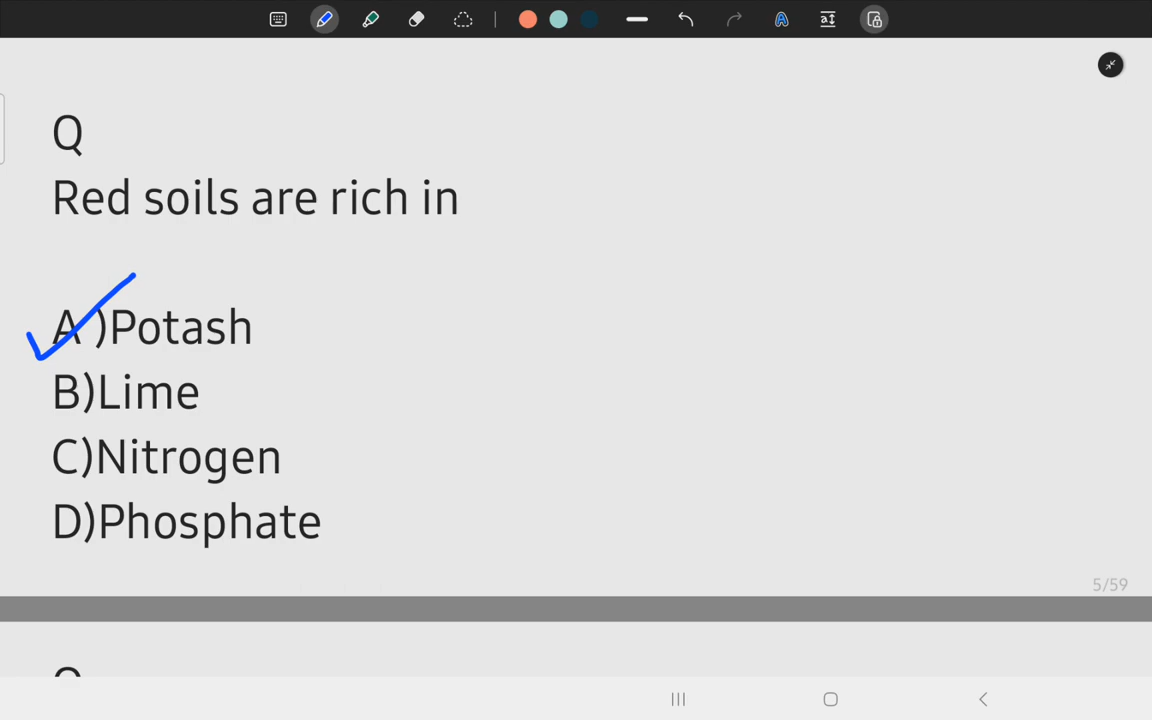 Q
Red soils are rich in
A )Potash
B)Lime
C)Nitrogen
D)Phosphate
5/59